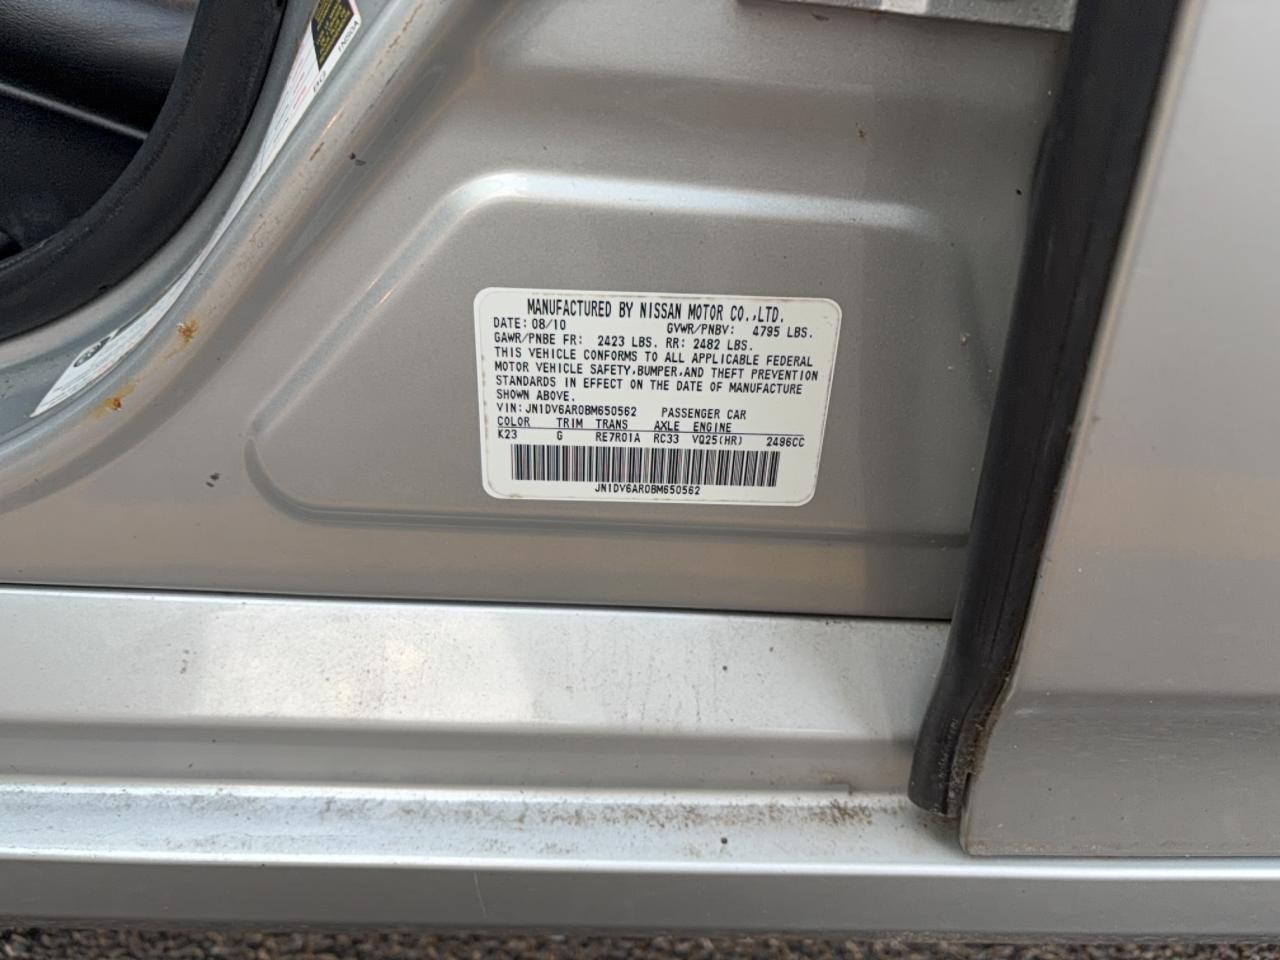 MANUFACTURED BY NISSAN MOTOR CO.,LTD.
DATE: 08/10 GVWR/PNBV: 4795 LBS.
GAWR/PNBE FR: 2423 LBS. RR: 2482 LBS.
THIS VEHICLE CONFORMS TO ALL APPLICABLE FEDERAL
MOTOR VEHICLE SAFETY,BUMPER,AND THEFT PREVENTION
STANDARDS IN EFFECT ON THE DATE OF MANUFACTURE
SHOWN ABOVE.
VIN: JN1DV6AR0BM650562 PASSENGER CAR
COLOR TRIM TRANS AXLE ENGINE
K23 G RE7R01A RC33 VQ25(HR) 2496CC
JN1DV6AR0BM650562